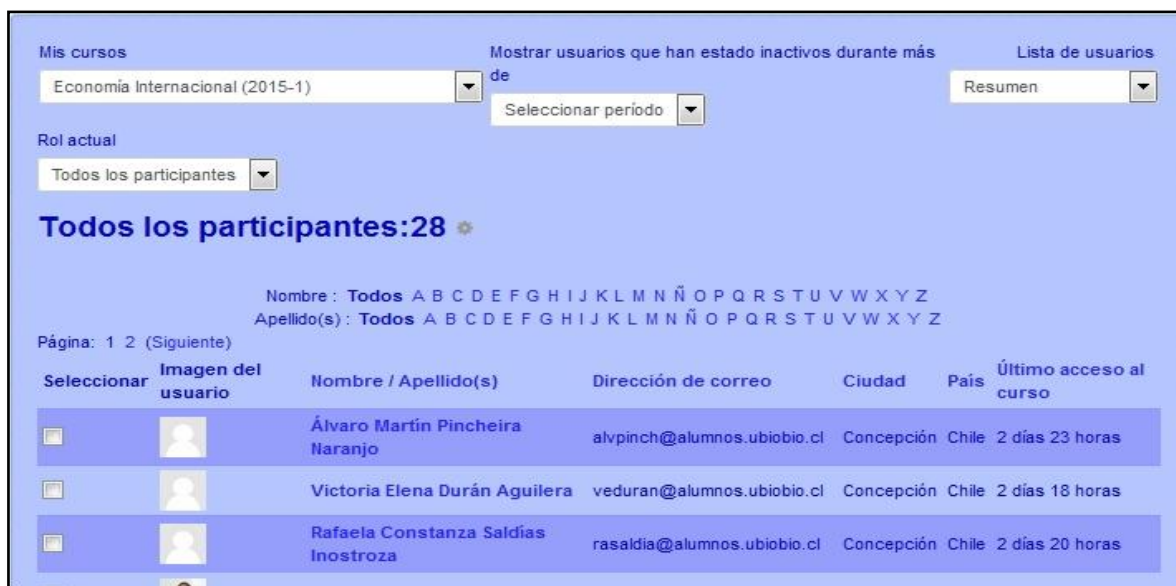 Mis cursos
Mostrar usuarios que han estado inactivos durante más de
Lista de usuarios
Economía Internacional (2015-1)
Seleccionar período
Resumen
Rol actual
Todos los participantes
Todos los participantes:28
Nombre : Todos A B C D E F G H I J K L M N Ñ O P Q R S T U V W X Y Z
Apellido(s) : Todos A B C D E F G H I J K L M N Ñ O P Q R S T U V W X Y Z
Página: 1 2 (Siguiente)
Seleccionar Imagen del usuario Nombre / Apellido(s) Dirección de correo Ciudad País Último acceso al curso
Álvaro Martín Pincheira Naranjo alvpinch@alumnos.ubiobio.cl Concepción Chile 2 días 23 horas
Victoria Elena Durán Aguilera veduran@alumnos.ubiobio.cl Concepción Chile 2 días 18 horas
Rafaela Constanza Saldías Inostroza rasaldia@alumnos.ubiobio.cl Concepción Chile 2 días 20 horas